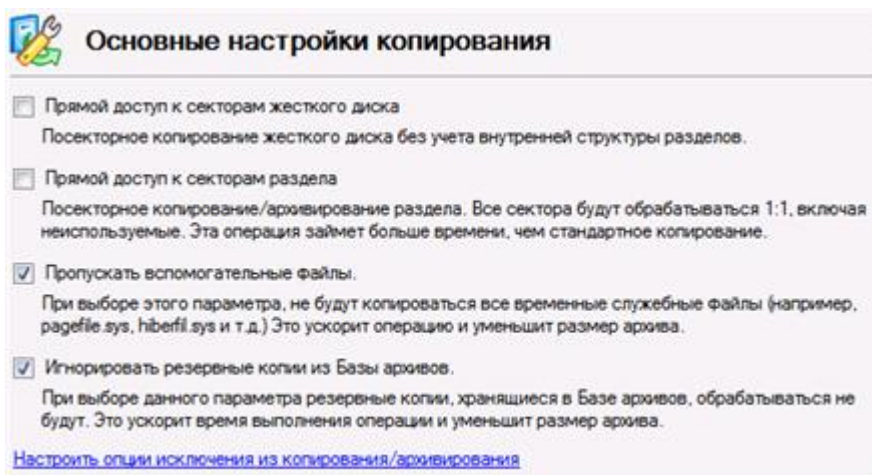 Основные настройки копирования
Прямой доступ к секторам жесткого диска
Посекторное копирование жесткого диска без учета внутренней структуры разделов.
Прямой доступ к секторам раздела
Посекторное копирование/архивирование раздела. Все сектора будут обрабатываться 1:1, включая
неиспользуемые. Эта операция займет больше времени, чем стандартное копирование.
Пропускать вспомогательные файлы.
При выборе этого параметра, не будут копироваться все временные служебные файлы (например,
pagefile.sys, hiberfil.sys и т.д.) Это ускорит операцию и уменьшит размер архива.
Игнорировать резервные копии из Базы архивов.
При выборе данного параметра резервные копии, хранящиеся в Базе архивов, обрабатываться не
будут. Это ускорит время выполнения операции и уменьшит размер архива.
Настроить опции исключения из копирования/архивирования